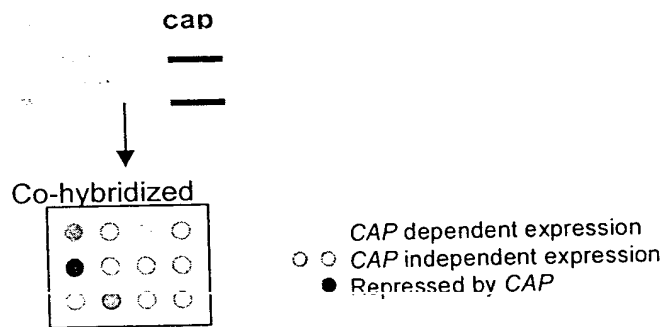 cap
Co-hybridized
CAP dependent expression
CAP independent expression
Repressed by CAP